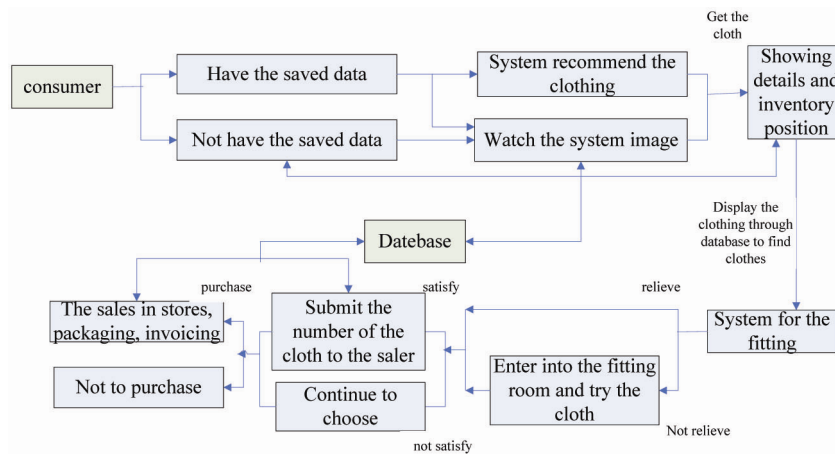 Get the
cloth
consumer
Have the saved data
System recommend the
clothing
Showing
details and
inventory
position
Not have the saved data
Watch the system image
Display the
clothing through
database to find
clothes
Datebase
purchase
satisfy
relieve
The sales in stores,
packaging, invoicing
Submit the
number of the
cloth to the saler
System for the
fitting
Not to purchase
Continue to
choose
Enter into the fitting
room and try the
cloth
not satisfy
Not relieve